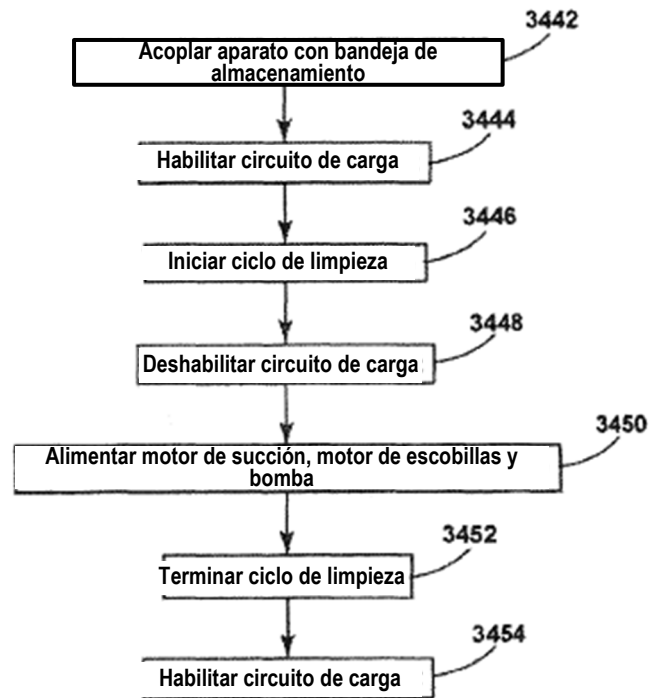 3442
Acoplar aparato con bandeja de
almacenamiento
3444
Habilitar circuito de carga
3446
Iniciar ciclo de limpieza
3448
Deshabilitar circuito de carga
3450
Alimentar motor de succión, motor de escobillas y
bomba
3452
Terminar ciclo de limpieza
3454
Habilitar circuito de carga